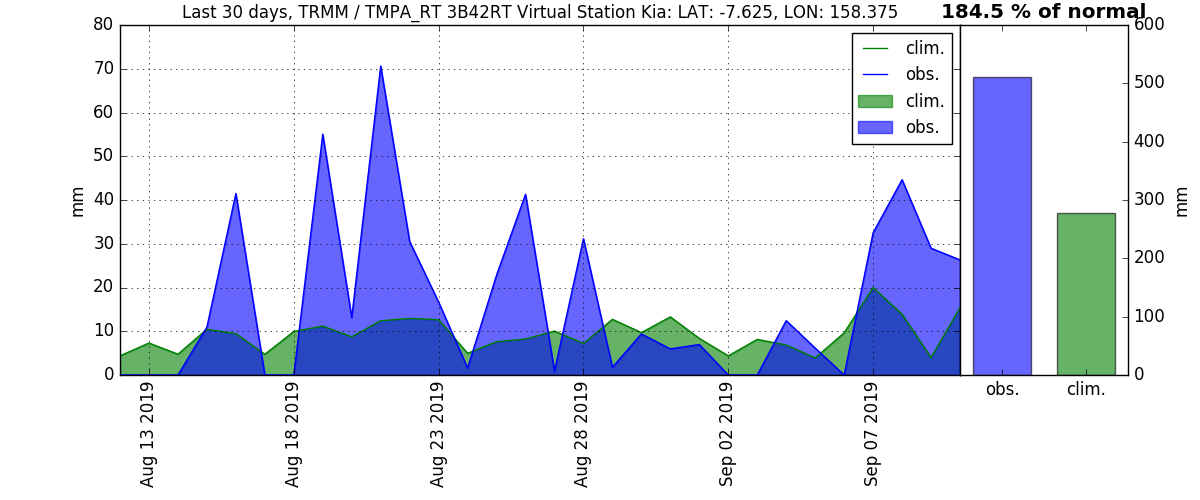 Last 30 days, TRMM / TMPA_RT 3B42RT Virtual Station Kia: LAT: -7.625, LON: 158.375
184.5 % of normal
80
70
60
50
40
30
20
10
0
mm
clim.
obs.
clim.
obs.
600
500
400
300
200
100
0
mm
Aug 13 2019
Aug 18 2019
Aug 23 2019
Aug 28 2019
Sep 02 2019
Sep 07 2019
obs.
clim.